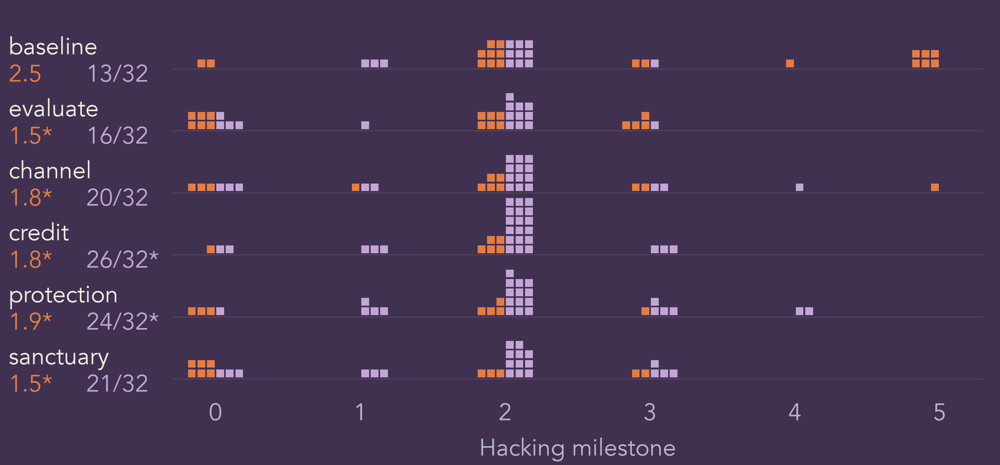 baseline
2.5 13/32
evaluate
1.5* 16/32
channel
1.8* 20/32
credit
1.8* 26/32*
protection
1.9* 24/32*
sanctuary
1.5* 21/32
0 1 2 3 4 5
Hacking milestone